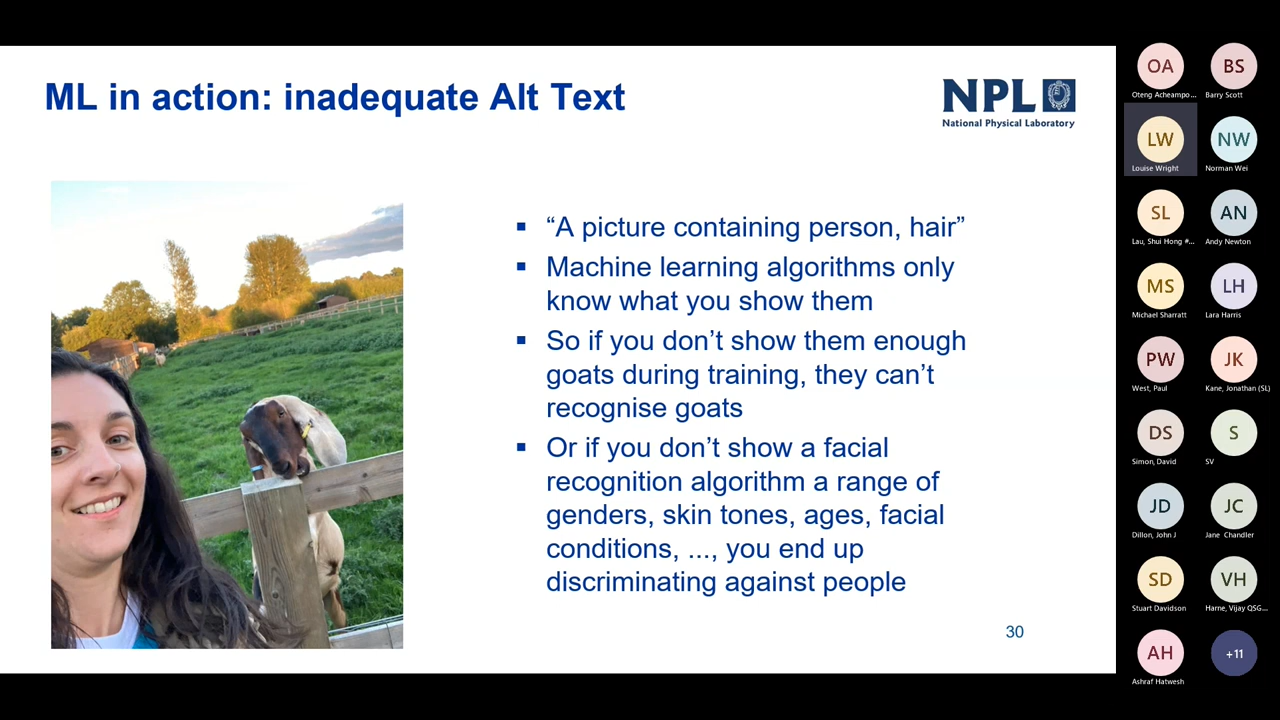 ML in action: inadequate Alt Text
NPL
National Physical Laboratory
▪ “A picture containing person, hair”
▪ Machine learning algorithms only
know what you show them
▪ So if you don’t show them enough
goats during training, they can’t
recognise goats
▪ Or if you don’t show a facial
recognition algorithm a range of
genders, skin tones, ages, facial
conditions, ..., you end up
discriminating against people
30
OA
BS
Oteng Acheampo...
Barry Scott
LW
NW
Louise Wright
Norman Wei
SL
AN
Lau, Shui Hong #...
Andy Newton
MS
LH
Michael Sharratt
Lara Harris
PW
JK
West, Paul
Kane, Jonathan (SL)
DS
S
Simon, David
SV
JD
JC
Dillon, John J
Jane Chandler
SD
VH
Stuart Davidson
Harne, Vijay QSG...
AH
+11
Ashraf Hatwesh